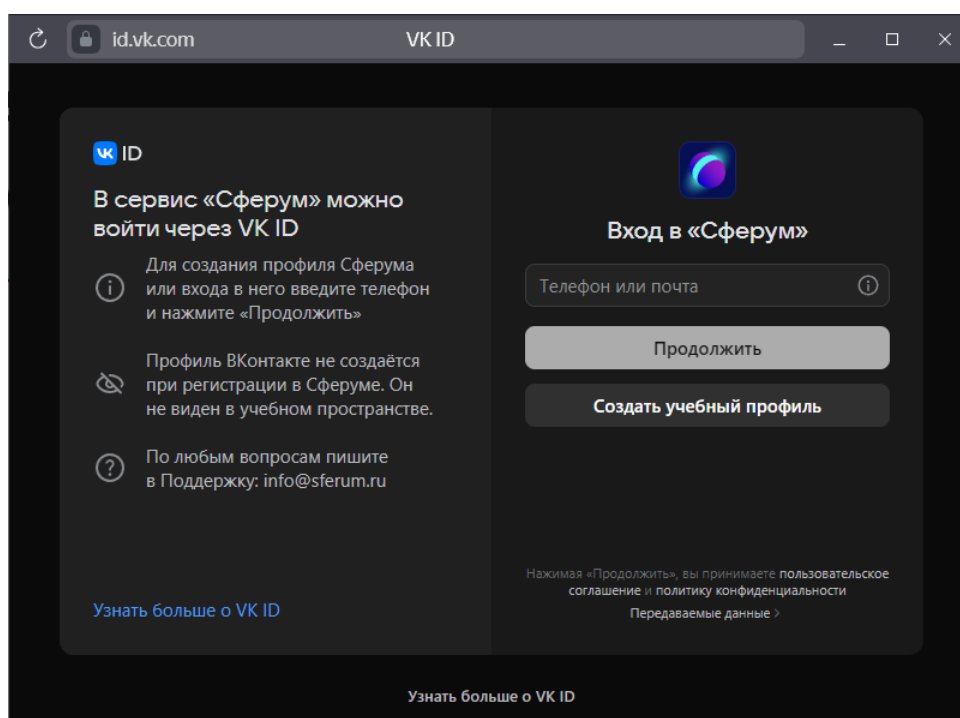 id.vk.com
VK ID
VK ID
В сервис «Сферум» можно
войти через VK ID
Для создания профиля Сферума
или входа в него введите телефон
и нажмите «Продолжить»
Профиль ВКонтакте не создаётся
при регистрации в Сферуме. Он
не виден в учебном пространстве.
По любым вопросам пишите
в Поддержку: info@sferum.ru
Узнать больше о VK ID
Вход в «Сферум»
Телефон или почта
Продолжить
Создать учебный профиль
Нажимая «Продолжить», вы принимаете пользовательское
соглашение и политику конфиденциальности
Передаваемые данные
Узнать больше о VK ID